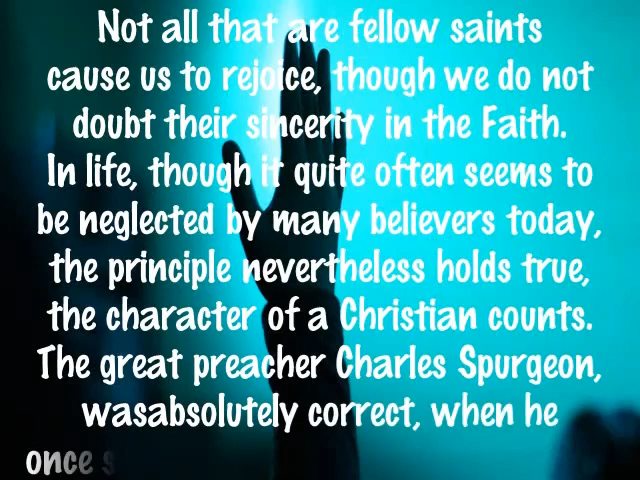 Not all that are fellow saints
cause us to rejoice, though we do not
doubt their sincerity in the Faith.
In life, though it quite often seems to
be neglected by many believers today,
the principle nevertheless holds true,
the character of a Christian counts.
The great preacher Charles Spurgeon,
wasabsolutely correct, when he
once